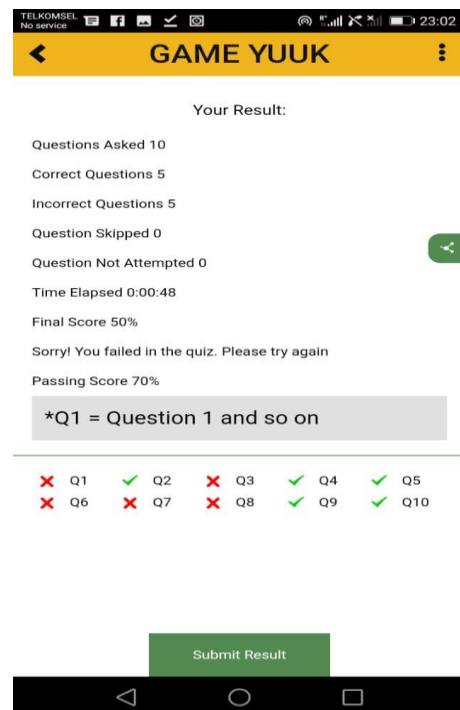 TELKOMSEL
No service
23:02
GAME YUUK
Your Result:
Questions Asked 10
Correct Questions 5
Incorrect Questions 5
Question Skipped 0
Question Not Attempted 0
Time Elapsed 0:00:48
Final Score 50%
Sorry! You failed in the quiz. Please try again
Passing Score 70%
*Q1 = Question 1 and so on
Q1 Q2 Q3 Q4 Q5
Q6 Q7 Q8 Q9 Q10
Submit Result